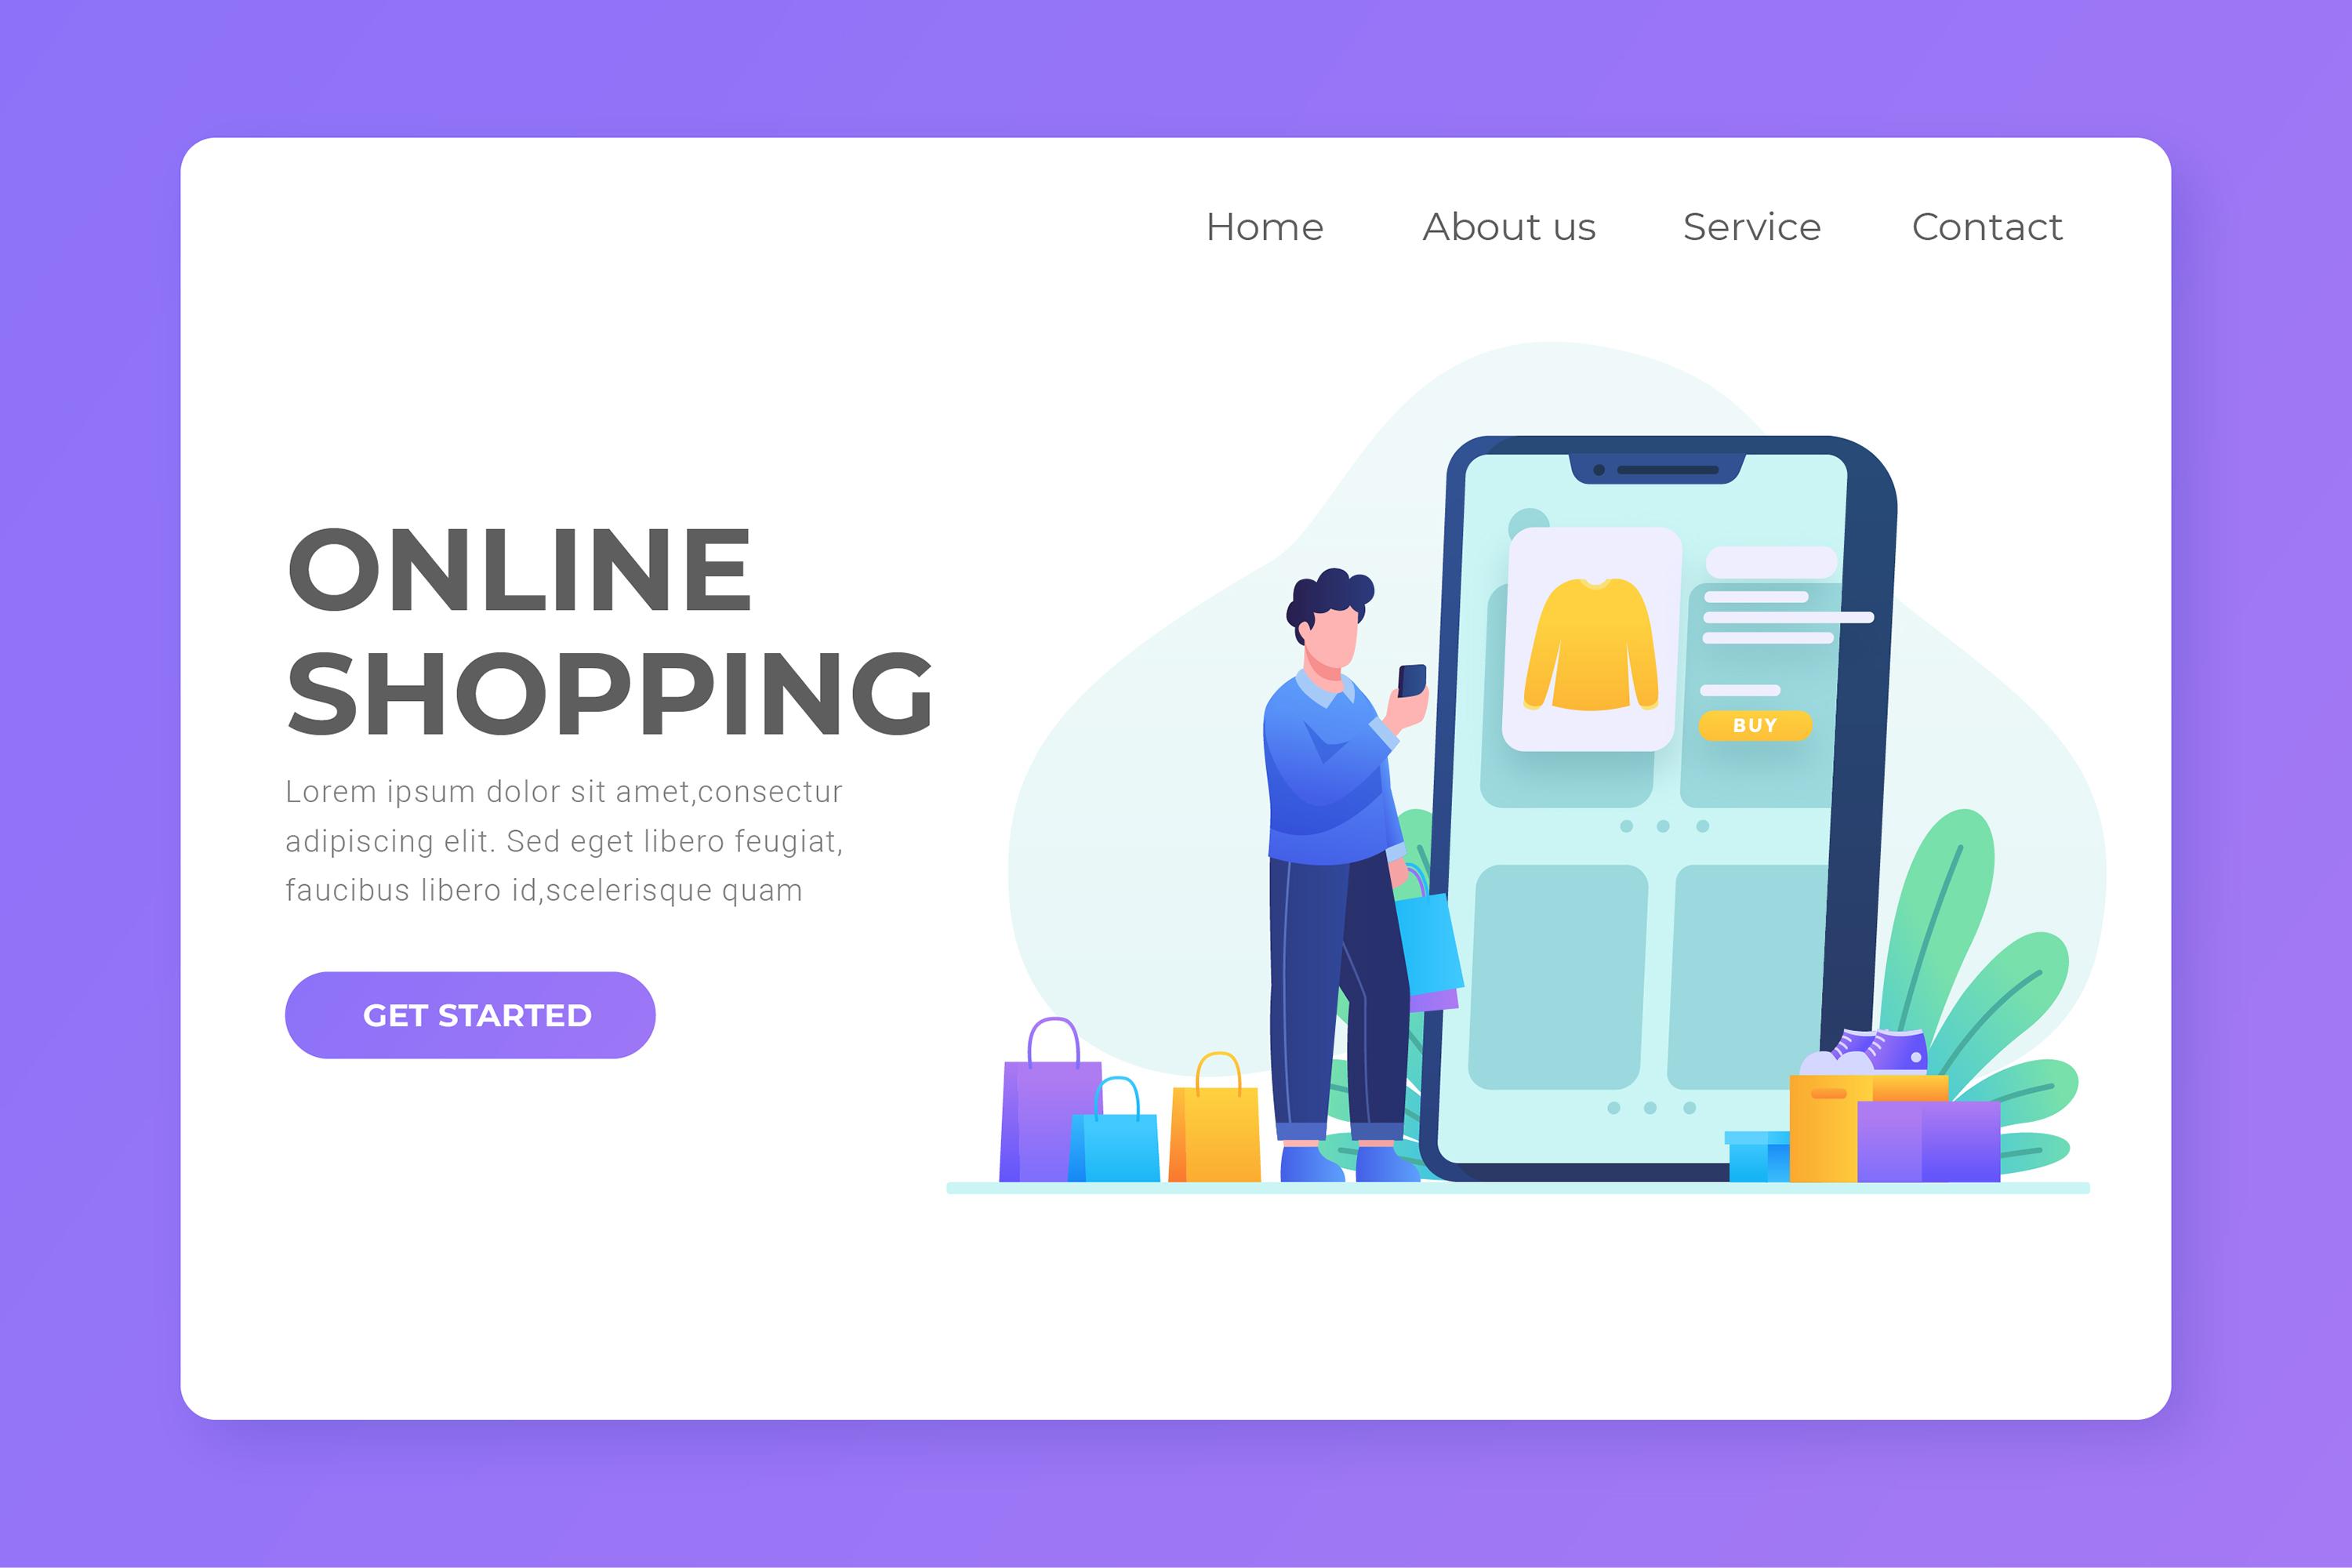 Home About us Service Contact
ONLINE
SHOPPING
Lorem ipsum dolor sit amet,consectur
adipiscing elit. Sed eget libero feugiat,
faucibus libero id,scelerisque quam
GET STARTED
BUY